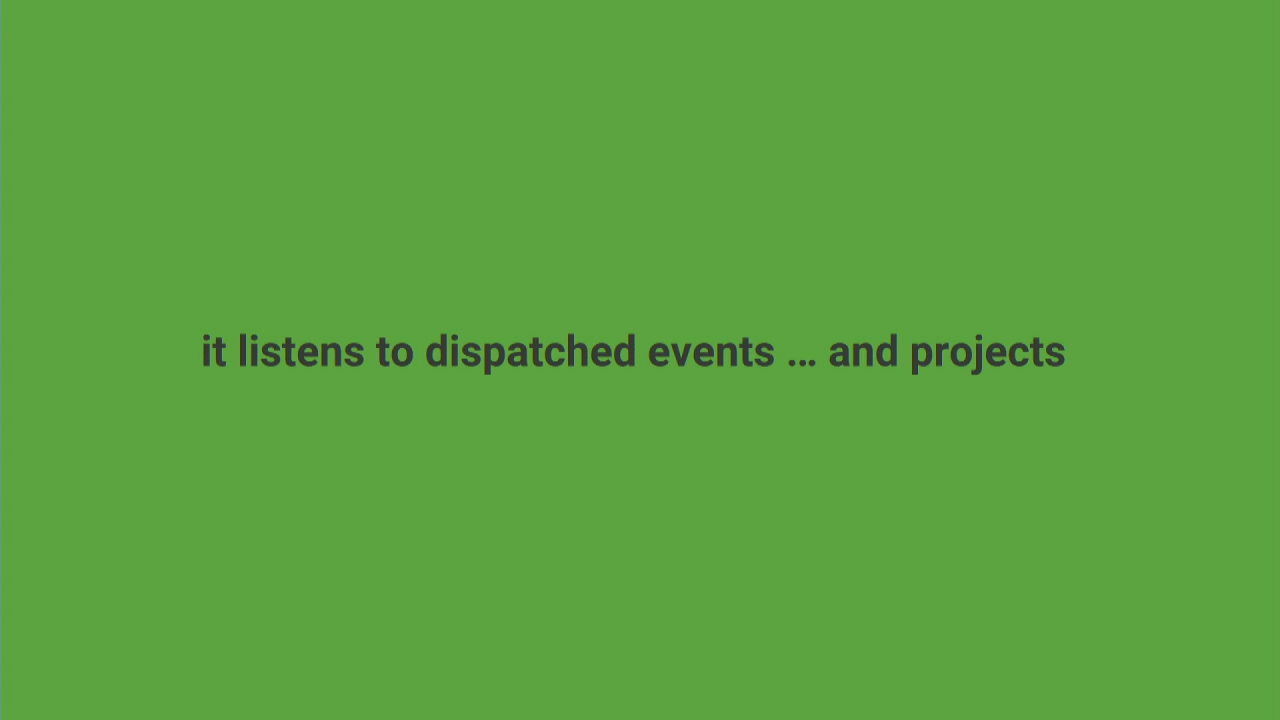 it listens to dispatched events … and projects